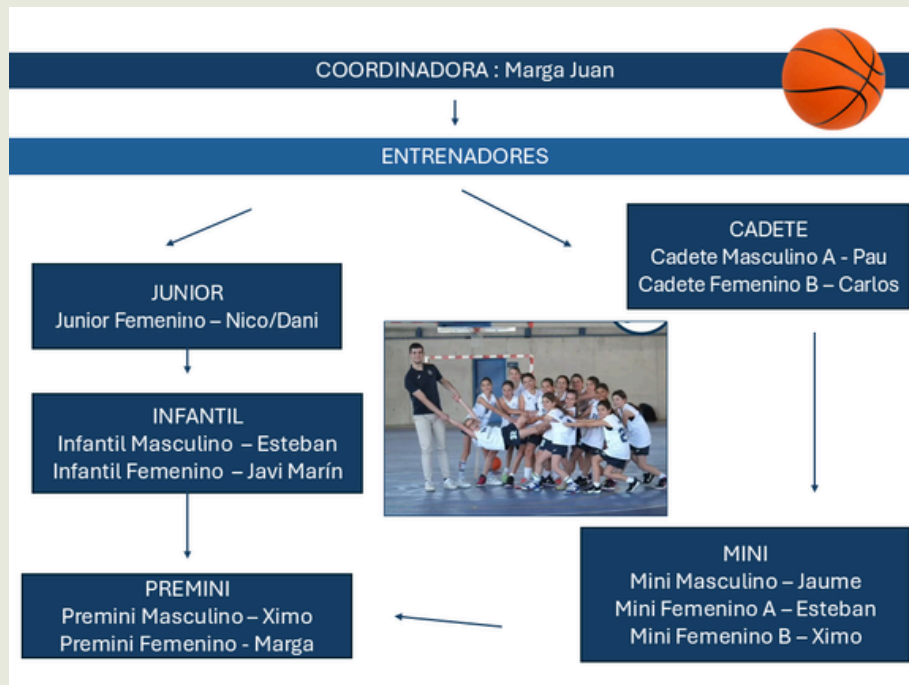 COORDINADORA : Marga Juan
ENTRENADORES
CADETE
Cadete Masculino A - Pau
Cadete Femenino B – Carlos
JUNIOR
Junior Femenino – Nico/Dani
INFANTIL
Infantil Masculino – Esteban
Infantil Femenino – Javi Marín
MINI
Mini Masculino – Jaume
Mini Femenino A – Esteban
Mini Femenino B – Ximo
PREMINI
Premini Masculino – Ximo
Premini Femenino - Marga